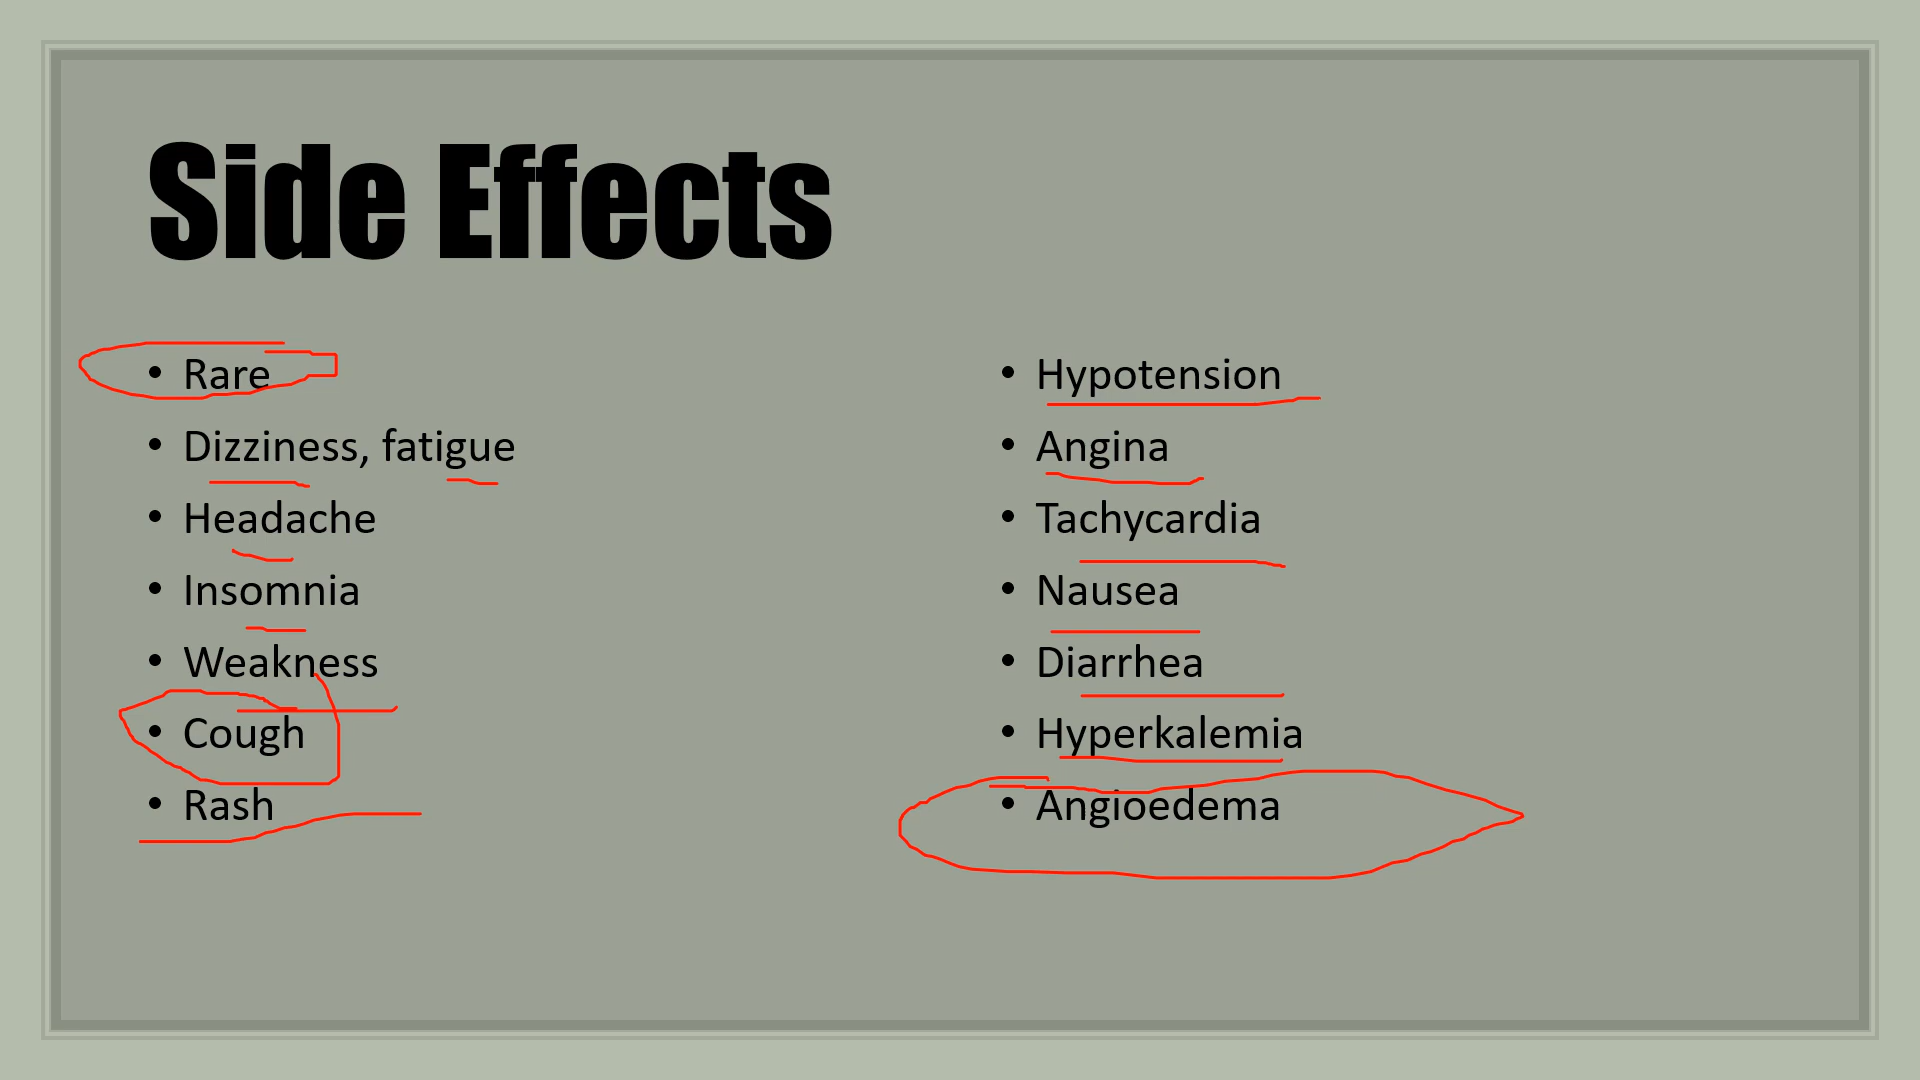 Side Effects
• Rare
• Dizziness, fatigue
• Headache
• Insomnia
• Weakness
• Cough
• Rash
• Hypotension
• Angina
• Tachycardia
• Nausea
• Diarrhea
• Hyperkalemia
• Angioedema